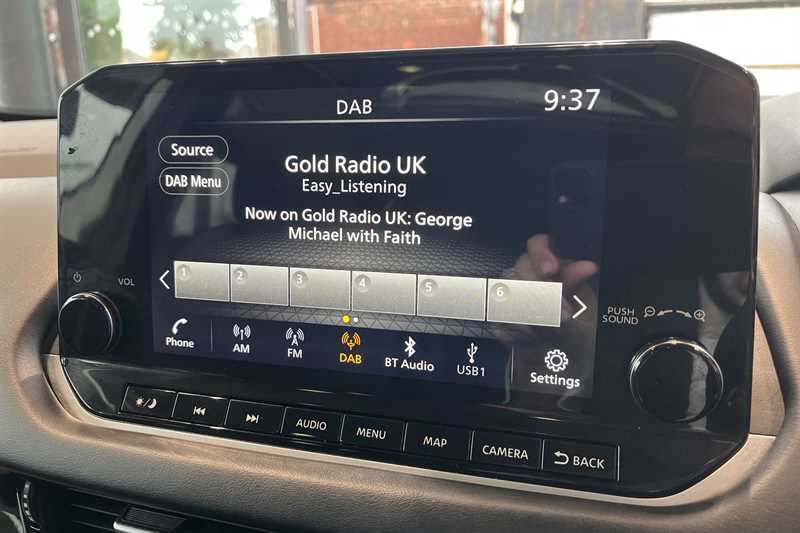 DAB
9:37
Source
DAB Menu
Gold Radio UK
Easy_Listening
Now on Gold Radio UK: George
Michael with Faith
1 2 3 4 5 6
VOL
PUSH
SOUND
Phone
AM
FM
DAB
BT Audio
USB1
Settings
AUDIO
MENU
MAP
CAMERA
BACK